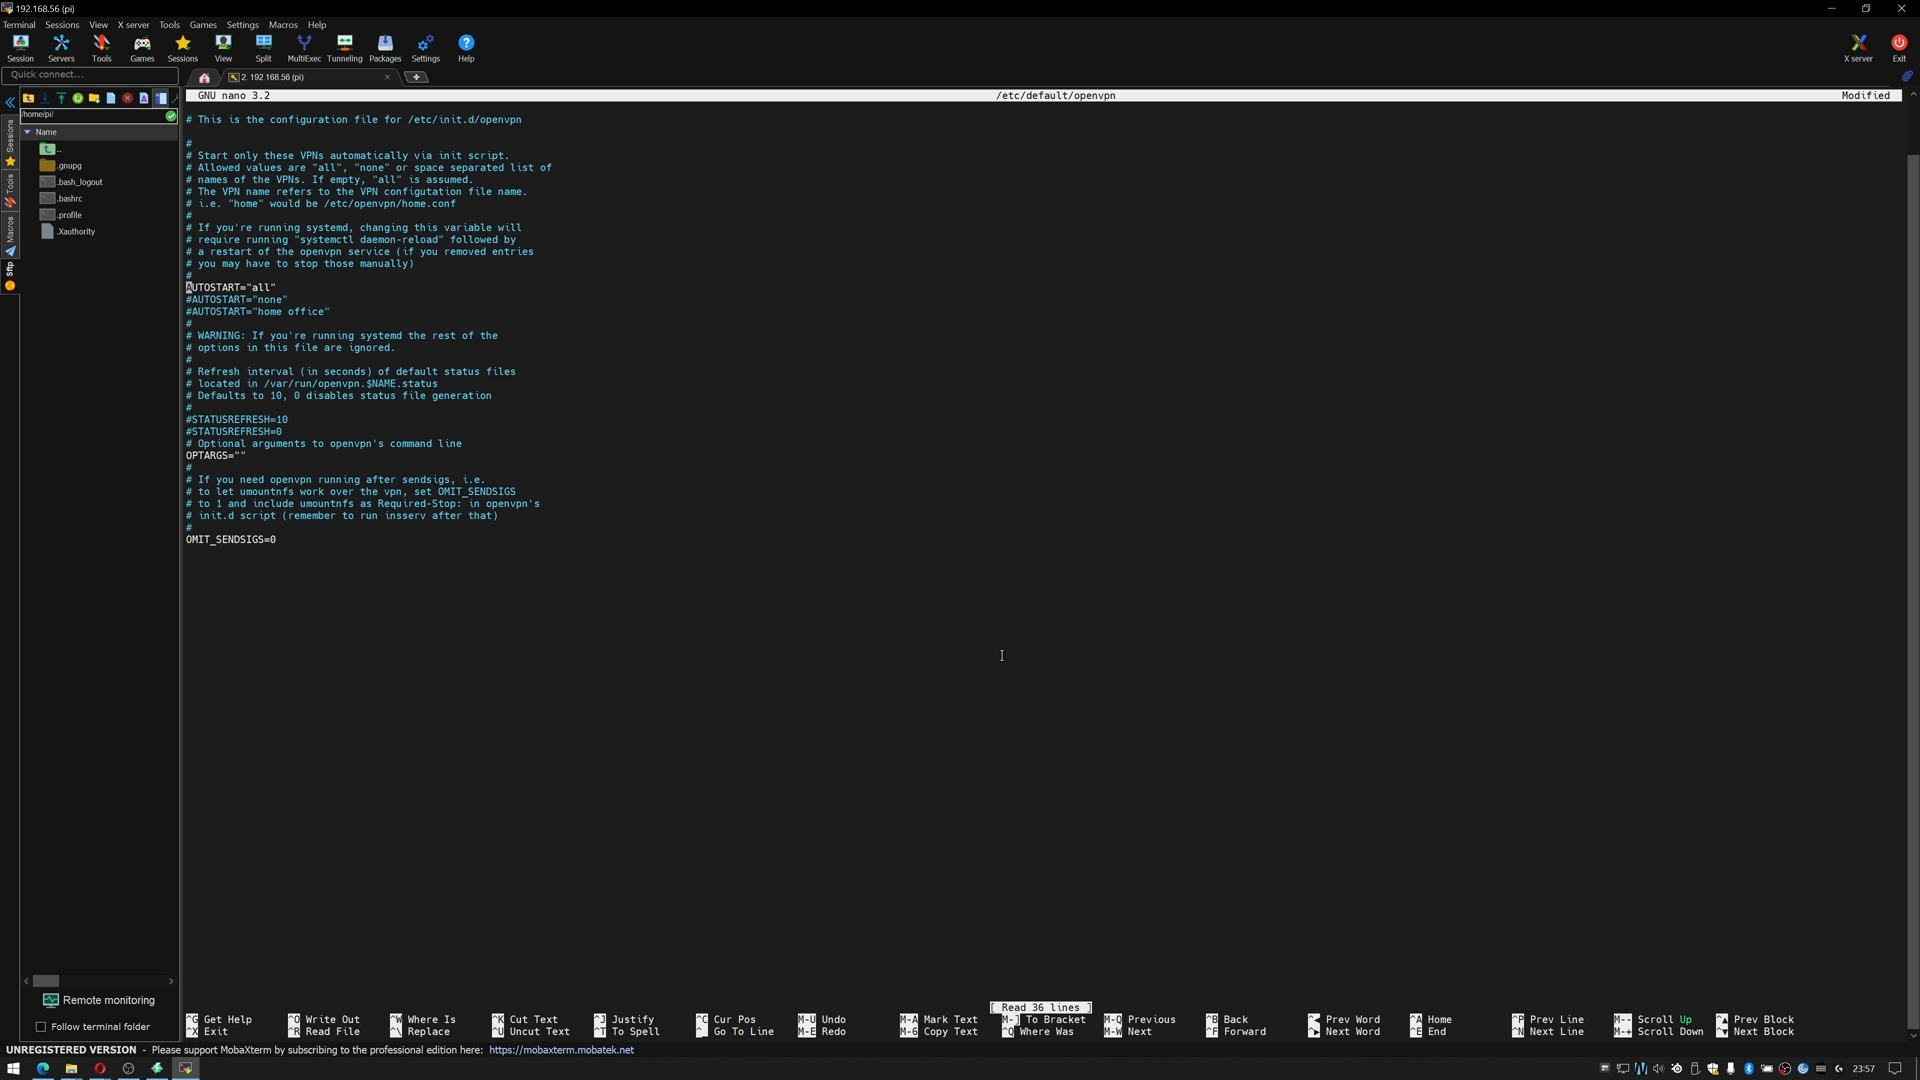 192.168.56 (pi)
Terminal Sessions View X server Tools Games Settings Macros Help
Session Servers Tools Games Sessions View Split MultiExec Tunneling Packages Settings Help X server Exit
Quick connect...
2. 192.168.56 (pi)
/home/pi/
Name
..
.gnupg
.bash_logout
.bashrc
.profile
.Xauthority
Sessions
Tools
Macros
Sftp
GNU nano 3.2 /etc/default/openvpn Modified
# This is the configuration file for /etc/init.d/openvpn
#
# Start only these VPNs automatically via init script.
# Allowed values are "all", "none" or space separated list of
# names of the VPNs. If empty, "all" is assumed.
# The VPN name refers to the VPN configutation file name.
# i.e. "home" would be /etc/openvpn/home.conf
#
# If you're running systemd, changing this variable will
# require running "systemctl daemon-reload" followed by
# a restart of the openvpn service (if you removed entries
# you may have to stop those manually)
#
AUTOSTART="all"
#AUTOSTART="none"
#AUTOSTART="home office"
#
# WARNING: If you're running systemd the rest of the
# options in this file are ignored.
#
# Refresh interval (in seconds) of default status files
# located in /var/run/openvpn.$NAME.status
# Defaults to 10, 0 disables status file generation
#
#STATUSREFRESH=10
#STATUSREFRESH=0
# Optional arguments to openvpn's command line
OPTARGS=""
#
# If you need openvpn running after sendsigs, i.e.
# to let umountnfs work over the vpn, set OMIT_SENDSIGS
# to 1 and include umountnfs as Required-Stop: in openvpn's
# init.d script (remember to run insserv after that)
#
OMIT_SENDSIGS=0
[ Read 36 lines ]
^G Get Help ^O Write Out ^W Where Is ^K Cut Text ^J Justify ^C Cur Pos M-U Undo M-A Mark Text M-] To Bracket M-Q Previous ^B Back ^◀ Prev Word ^A Home ^P Prev Line M-- Scroll Up ^▲ Prev Block
^X Exit ^R Read File ^\ Replace ^U Uncut Text ^T To Spell ^_ Go To Line M-E Redo M-6 Copy Text ^Q Where Was M-W Next ^F Forward ^▶ Next Word ^E End ^N Next Line M-+ Scroll Down ^▼ Next Block
Remote monitoring
Follow terminal folder
UNREGISTERED VERSION - Please support MobaXterm by subscribing to the professional edition here: https://mobaxterm.mobatek.net
23:57